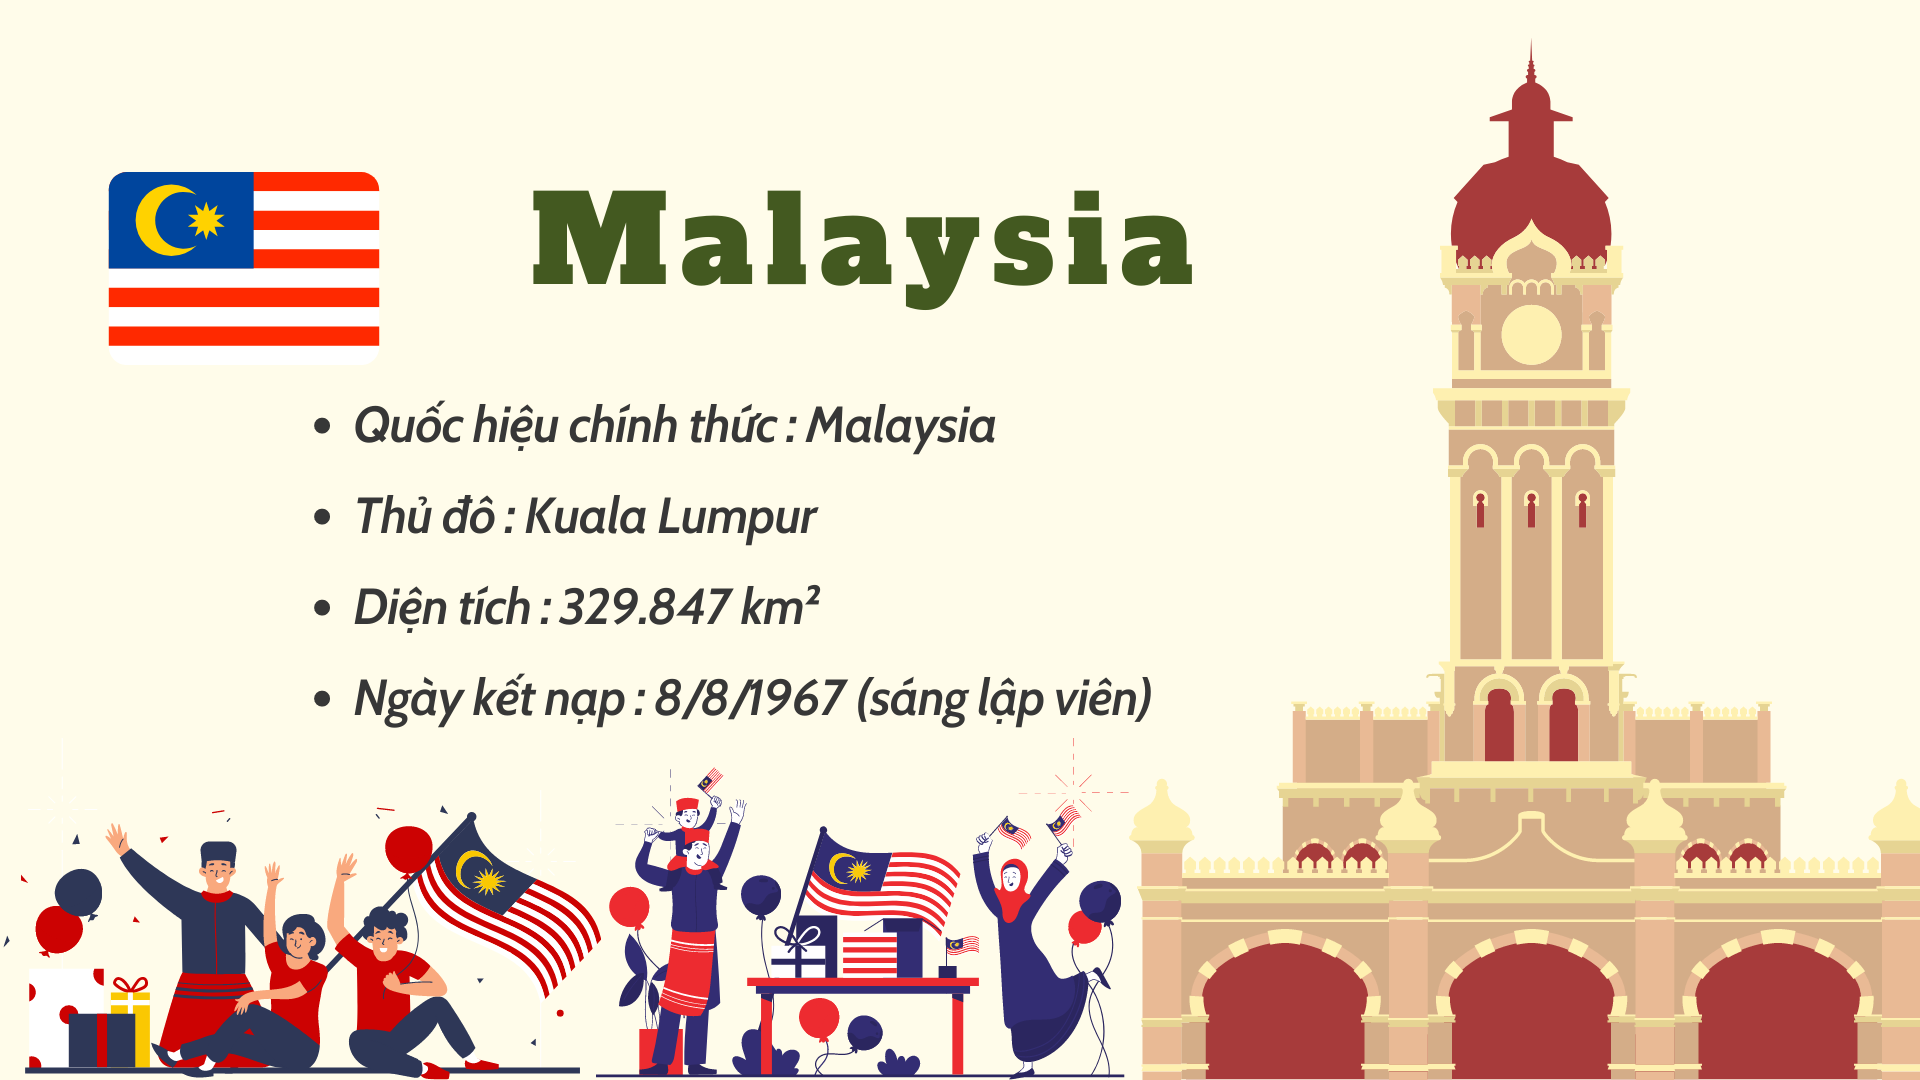 Malaysia
• Quốc hiệu chính thức : Malaysia
• Thủ đô : Kuala Lumpur
• Diện tích : 329.847 km²
• Ngày kết nạp : 8/8/1967 (sáng lập viên)